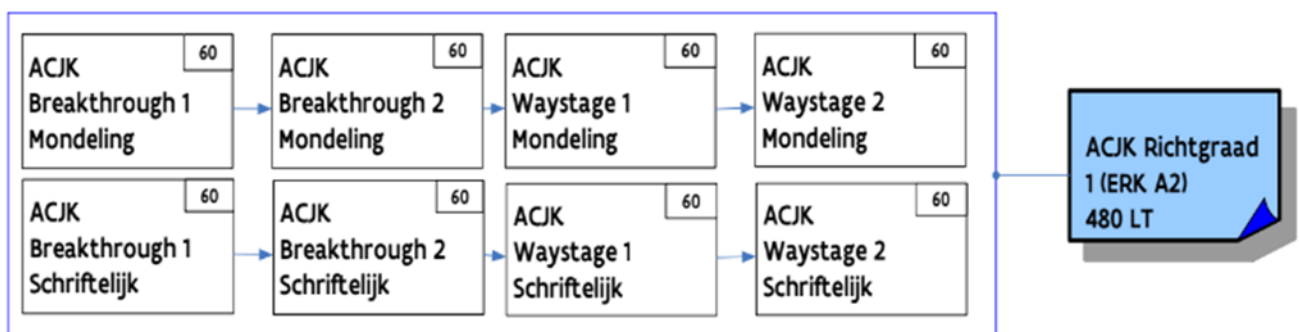 60
ACJK
Breakthrough 1
Mondeling
60
ACJK
Breakthrough 2
Mondeling
60
ACJK
Waystage 1
Mondeling
60
ACJK
Waystage 2
Mondeling
60
ACJK
Breakthrough 1
Schriftelijk
60
ACJK
Breakthrough 2
Schriftelijk
60
ACJK
Waystage 1
Schriftelijk
60
ACJK
Waystage 2
Schriftelijk
ACJK Richtgraad
1 (ERK A2)
480 LT